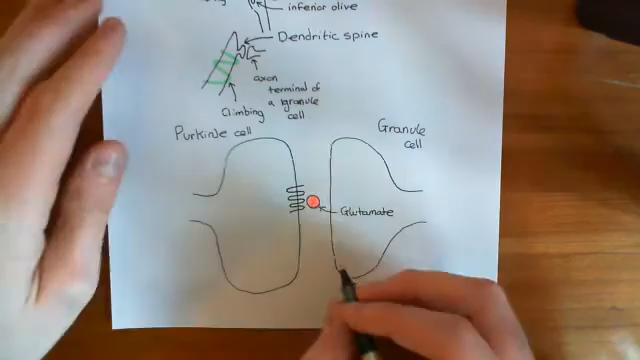 inferior olive
Dendritic spine
axon
terminal of
a granule
cell
Climbing
Purkinje cell
Granule
cell
Glutamate